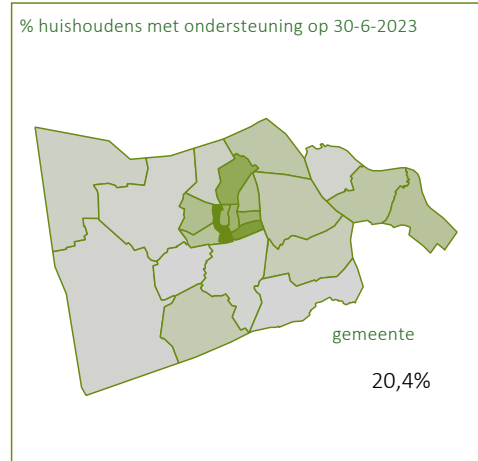 % huishoudens met ondersteuning op 30-6-2023
gemeente
20,4%